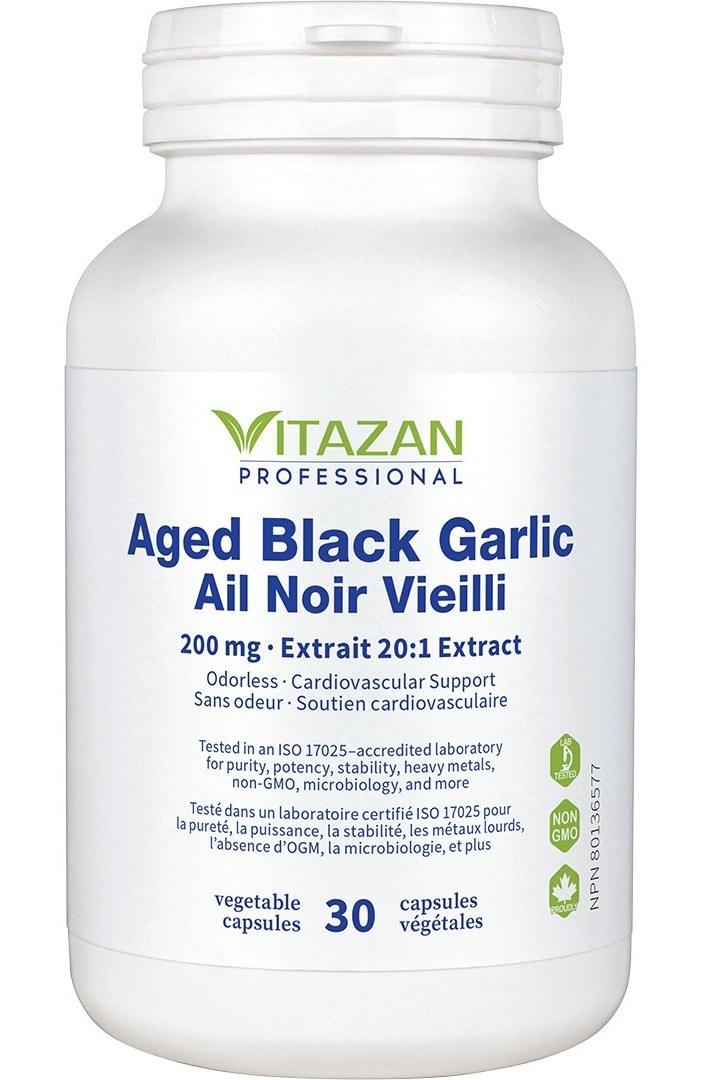 VITAZAN
PROFESSIONAL
Aged Black Garlic
Ail Noir Vieilli
200 mg · Extrait 20:1 Extract
Odorless · Cardiovascular Support
Sans odeur · Soutien cardiovasculaire
Tested in an ISO 17025–accredited laboratory
for purity, potency, stability, heavy metals,
non-GMO, microbiology, and more
Testé dans un laboratoire certifié ISO 17025 pour
la pureté, la puissance, la stabilité, les métaux lourds,
l’absence d’OGM, la microbiologie, et plus
vegetable
capsules
30
capsules
végétales
LAB
TESTED
NON
GMO
PROUDLY
NPN 80136577